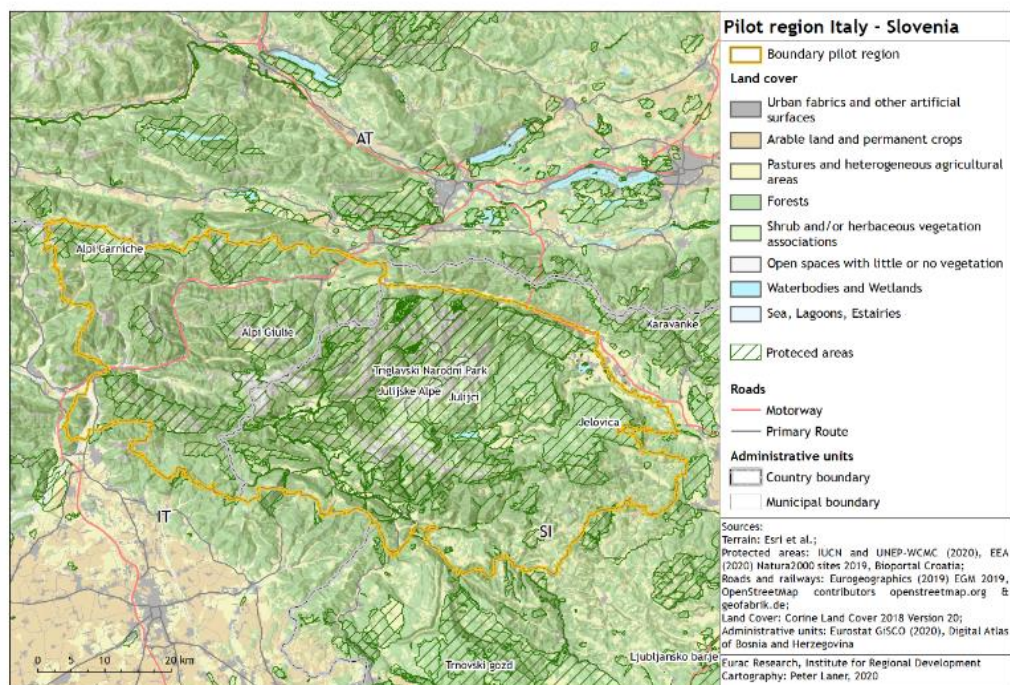 AT
Alpi Carniche
Karavanke
Alpi Giulie
Triglavski Narodni Park
Julijske Alpe
Julijci
Jelovica
IT
SI
Trnovski gozd
Ljubljansko barje
0 5 10 20 km
Pilot region Italy - Slovenia
Boundary pilot region
Land cover
Urban fabrics and other artificial
surfaces
Arable land and permanent crops
Pastures and heterogeneous agricultural
areas
Forests
Shrub and/or herbaceous vegetation
associations
Open spaces with little or no vegetation
Waterbodies and Wetlands
Sea, Lagoons, Estairies
Proteced areas
Roads
Motorway
Primary Route
Administrative units
Country boundary
Municipal boundary
Sources:
Terrain: Esri et al.;
Protected areas: IUCN and UNEP-WCMC (2020), EEA
(2020) Natura2000 sites 2019, Bioportal Croatia;
Roads and railways: Eurogeographics (2019) EGM 2019,
OpenStreetMap contributors openstreetmap.org &
geofabrik.de;
Land Cover: Corine Land Cover 2018 Version 20;
Administrative units: Eurostat GISCO (2020), Digital Atlas
of Bosnia and Herzegovina
Eurac Research, Institute for Regional Development
Cartography: Peter Laner, 2020